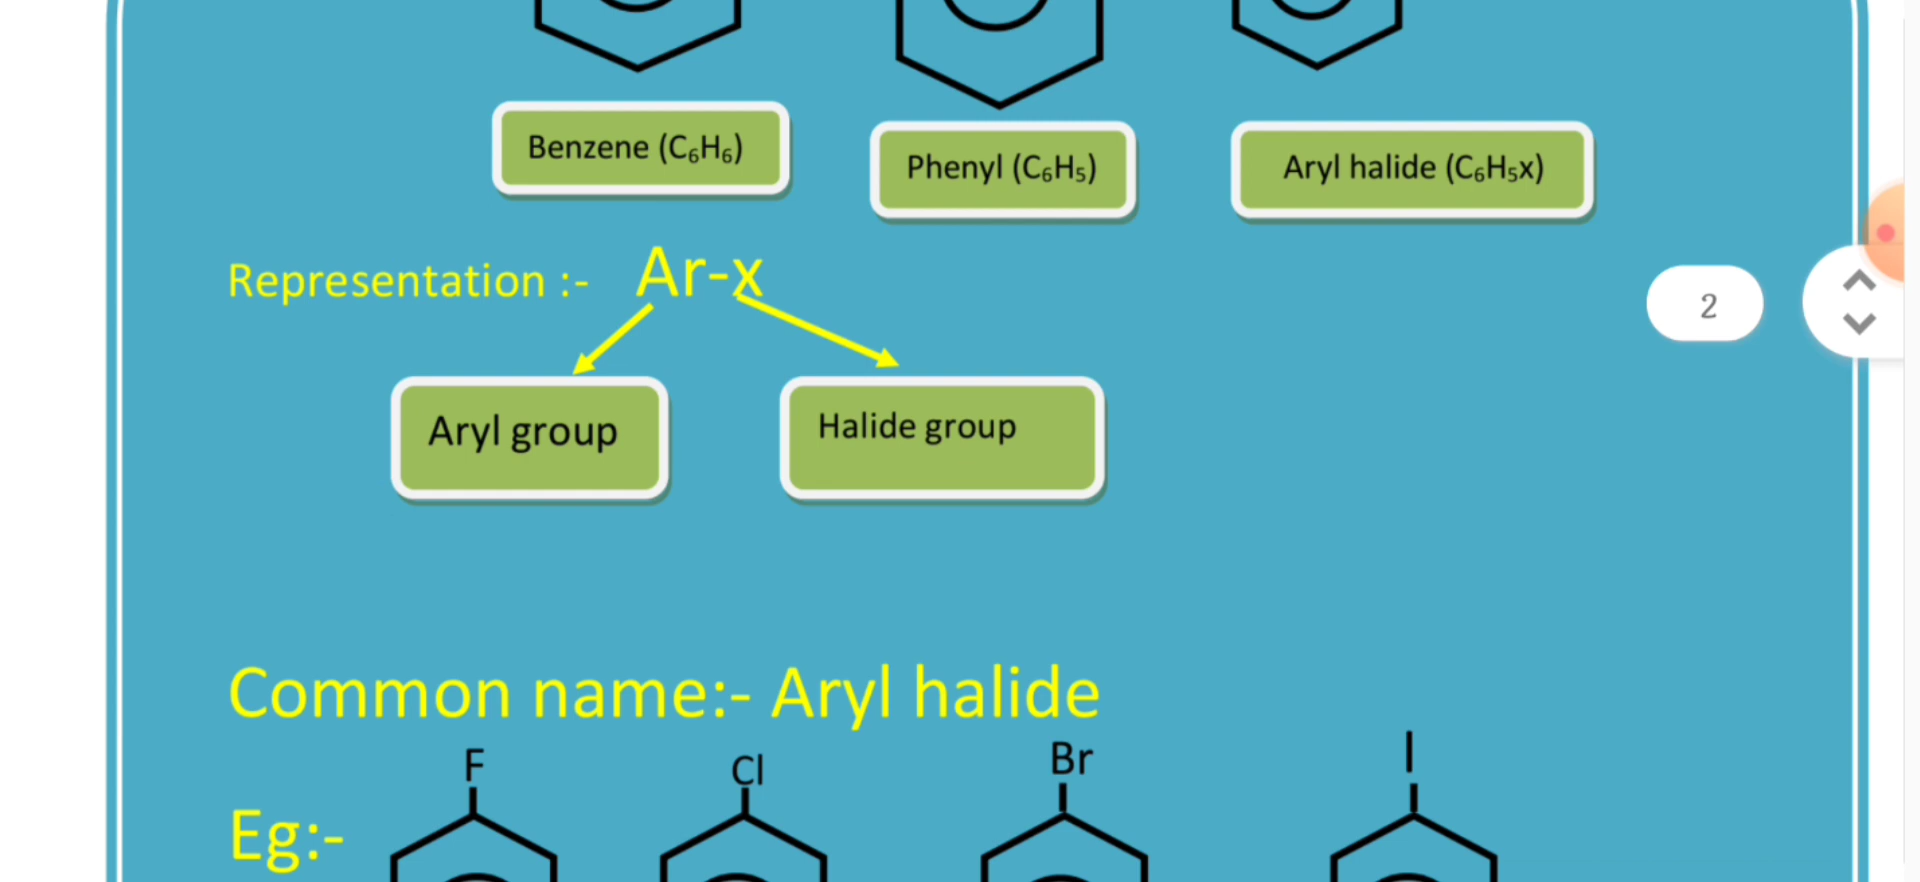 Benzene (C₆H₆)
Phenyl (C₆H₅)
Aryl halide (C₆H₅x)
Representation :- Ar-x
2
Aryl group
Halide group
Common name:- Aryl halide
F
Cl
Br
I
Eg:-